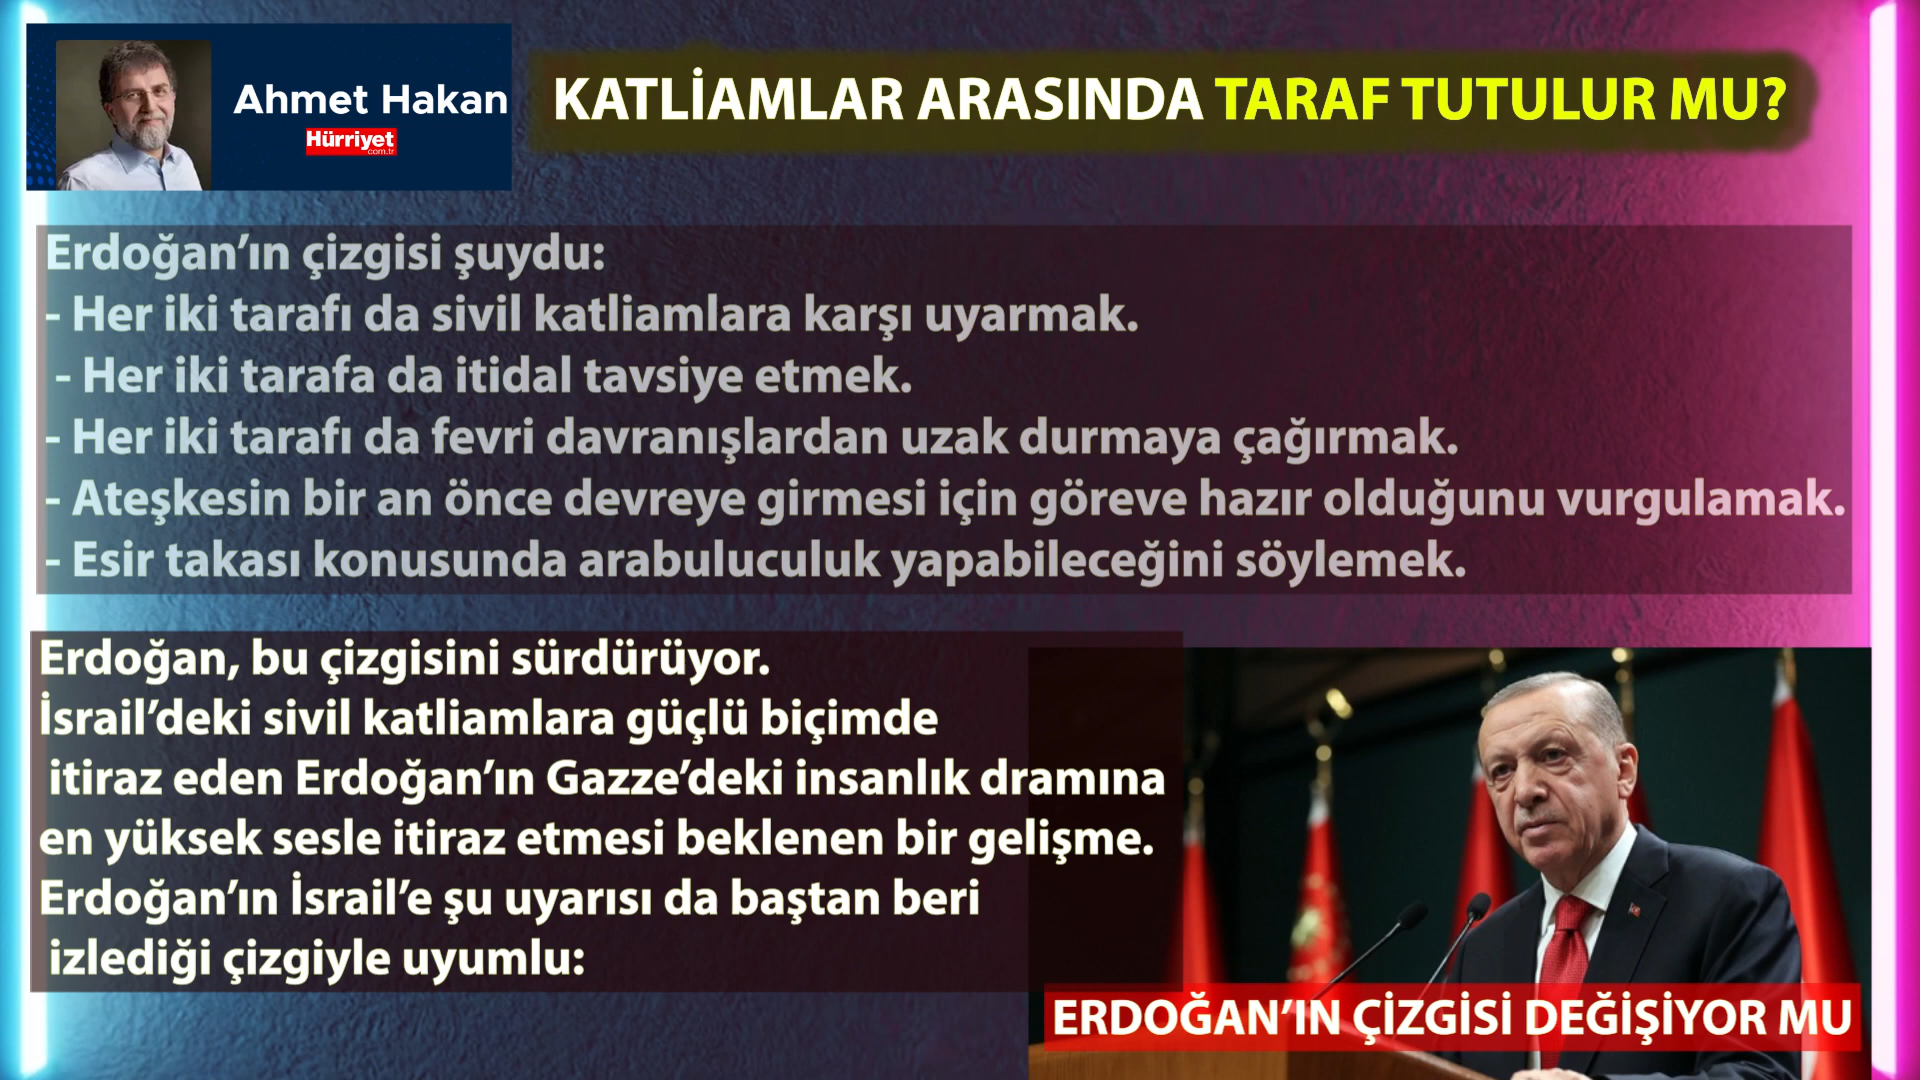 Ahmet Hakan
Hürriyet
com.tr
KATLİAMLAR ARASINDA TARAF TUTULUR MU?
Erdoğan’ın çizgisi şuydu:
- Her iki tarafı da sivil katliamlara karşı uyarmak.
- Her iki tarafa da itidal tavsiye etmek.
- Her iki tarafı da fevri davranışlardan uzak durmaya çağırmak.
- Ateşkesin bir an önce devreye girmesi için göreve hazır olduğunu vurgulamak.
- Esir takası konusunda arabuluculuk yapabileceğini söylemek.
Erdoğan, bu çizgisini sürdürüyor.
İsrail’deki sivil katliamlara güçlü biçimde
itiraz eden Erdoğan’ın Gazze’deki insanlık dramına
en yüksek sesle itiraz etmesi beklenen bir gelişme.
Erdoğan’ın İsrail’e şu uyarısı da baştan beri
izlediği çizgiyle uyumlu:
ERDOĞAN’IN ÇİZGİSİ DEĞİŞİYOR MU